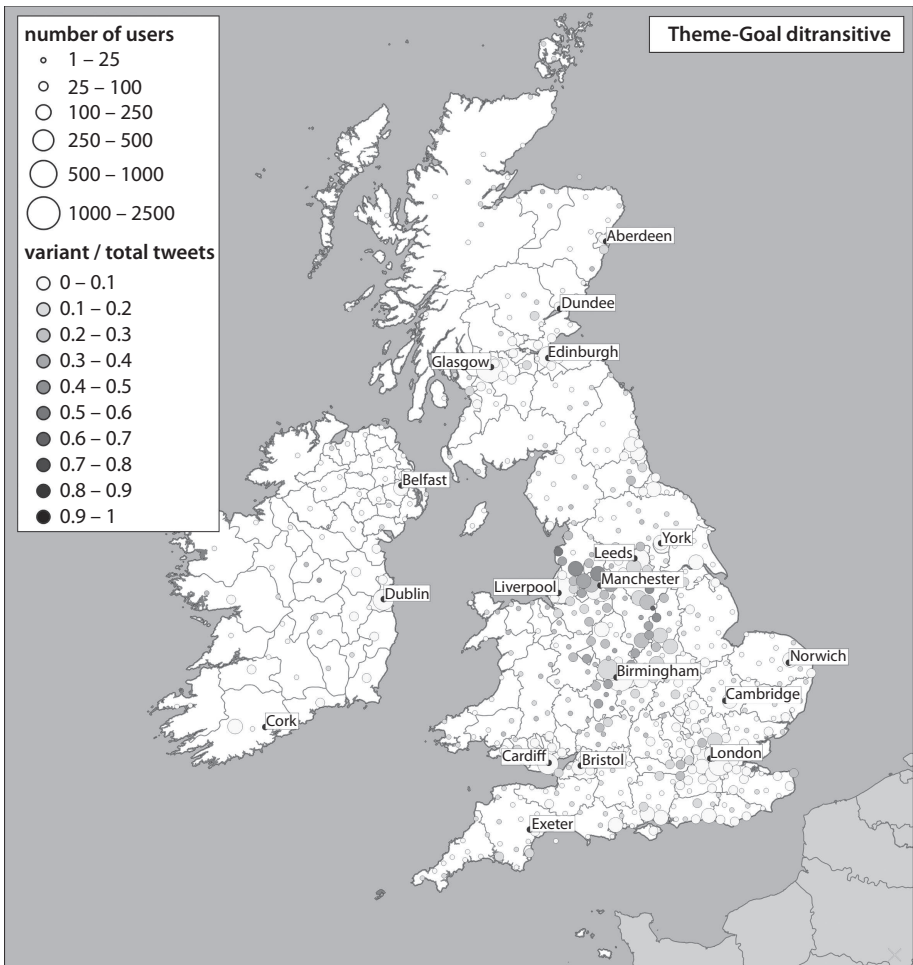 number of users
1 – 25
25 – 100
100 – 250
250 – 500
500 – 1000
1000 – 2500
variant / total tweets
0 – 0.1
0.1 – 0.2
0.2 – 0.3
0.3 – 0.4
0.4 – 0.5
0.5 – 0.6
0.6 – 0.7
0.7 – 0.8
0.8 – 0.9
0.9 – 1
Theme-Goal ditransitive
Aberdeen
Dundee
Edinburgh
Glasgow
Belfast
York
Leeds
Manchester
Liverpool
Dublin
Norwich
Birmingham
Cambridge
Cork
London
Cardiff
Bristol
Exeter